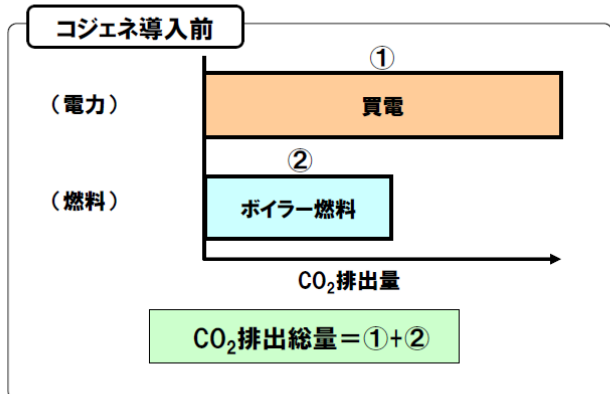 コジェネ導入前
①
（電力）
買電
②
（燃料）
ボイラー燃料
CO₂排出量
CO₂排出総量＝①+②